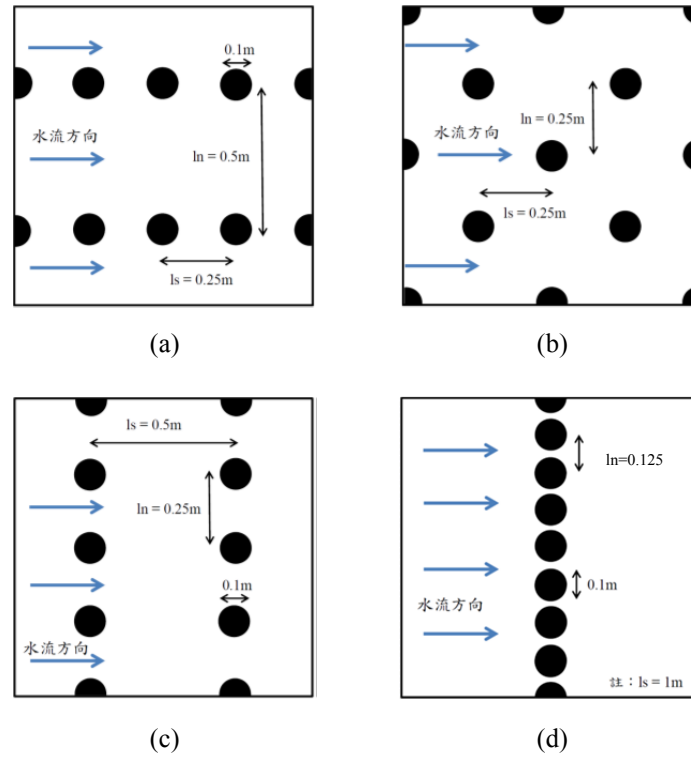 0.1m
水流方向
ln = 0.5m
ls = 0.25m
(a)
ln = 0.25m
水流方向
ls = 0.25m
(b)
ls = 0.5m
ln = 0.25m
0.1m
水流方向
(c)
ln=0.125
0.1m
水流方向
註：ls = 1m
(d)